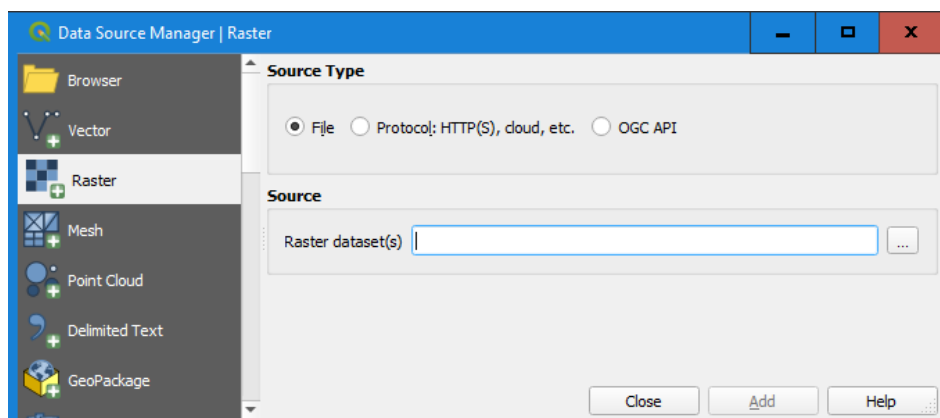 Data Source Manager | Raster
Browser
Vector
Raster
Mesh
Point Cloud
Delimited Text
GeoPackage
Source Type
File Protocol: HTTP(S), cloud, etc. OGC API
Source
Raster dataset(s) ...
Close Add Help